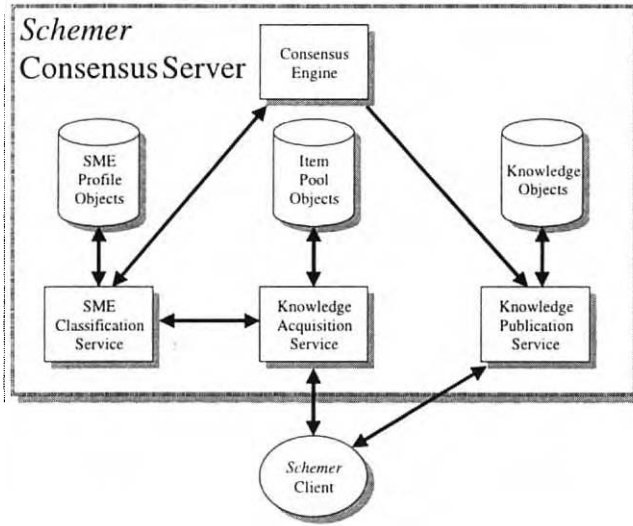 Schemer
Consensus Server
Consensus
Engine
SME
Profile
Objects
Item
Pool
Objects
Knowledge
Objects
SME
Classification
Service
Knowledge
Acquisition
Service
Knowledge
Publication
Service
Schemer
Client